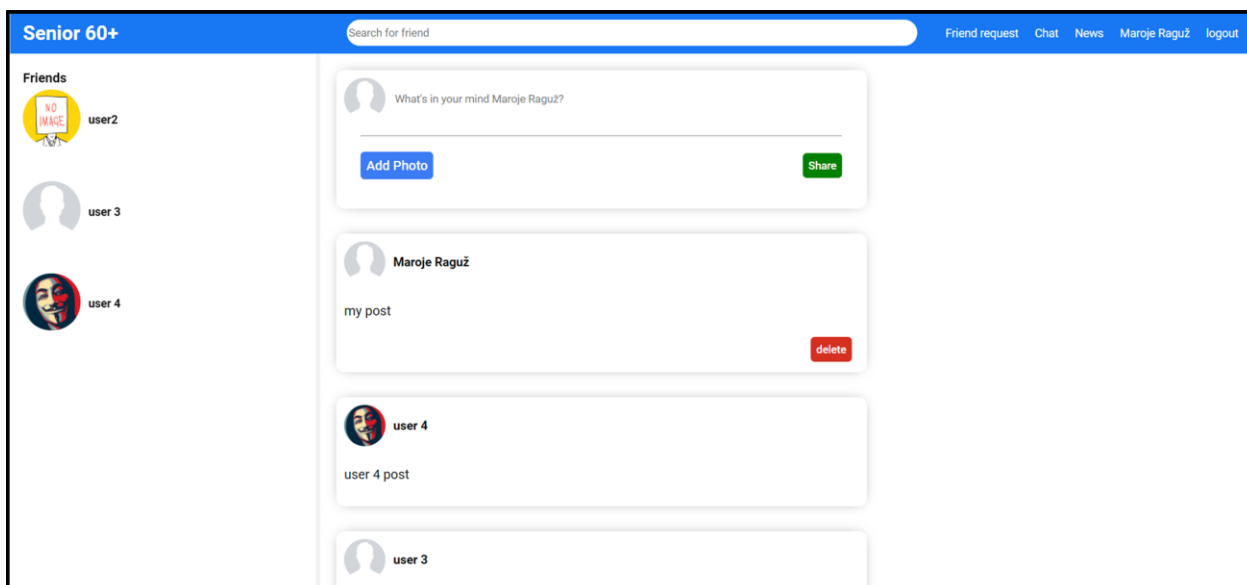 Senior 60+
Search for friend
Friend request Chat News Maroje Raguž logout
Friends
NO
IMAGE
user2
user 3
user 4
What's in your mind Maroje Raguž?
Add Photo
Share
Maroje Raguž
my post
delete
user 4
user 4 post
user 3